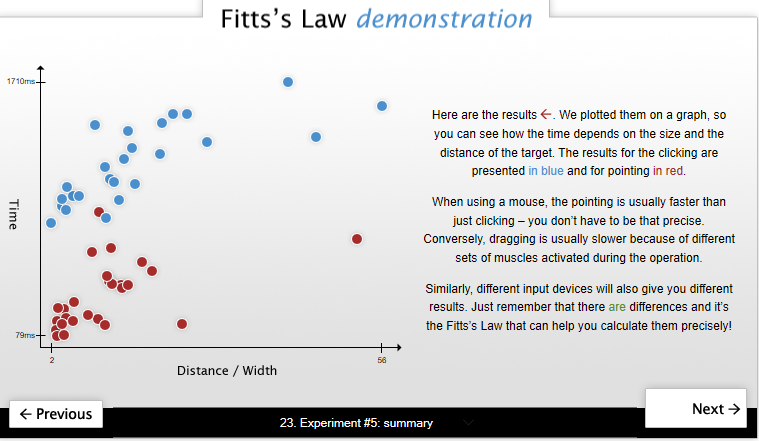 Fitts's Law demonstration
1710ms
Time
79ms
2
56
Distance / Width
Here are the results ←. We plotted them on a graph, so
you can see how the time depends on the size and the
distance of the target. The results for the clicking are
presented in blue and for pointing in red.
When using a mouse, the pointing is usually faster than
just clicking – you don't have to be that precise.
Conversely, dragging is usually slower because of different
sets of muscles activated during the operation.
Similarly, different input devices will also give you different
results. Just remember that there are differences and it's
the Fitts's Law that can help you calculate them precisely!
← Previous
23. Experiment #5: summary
Next →